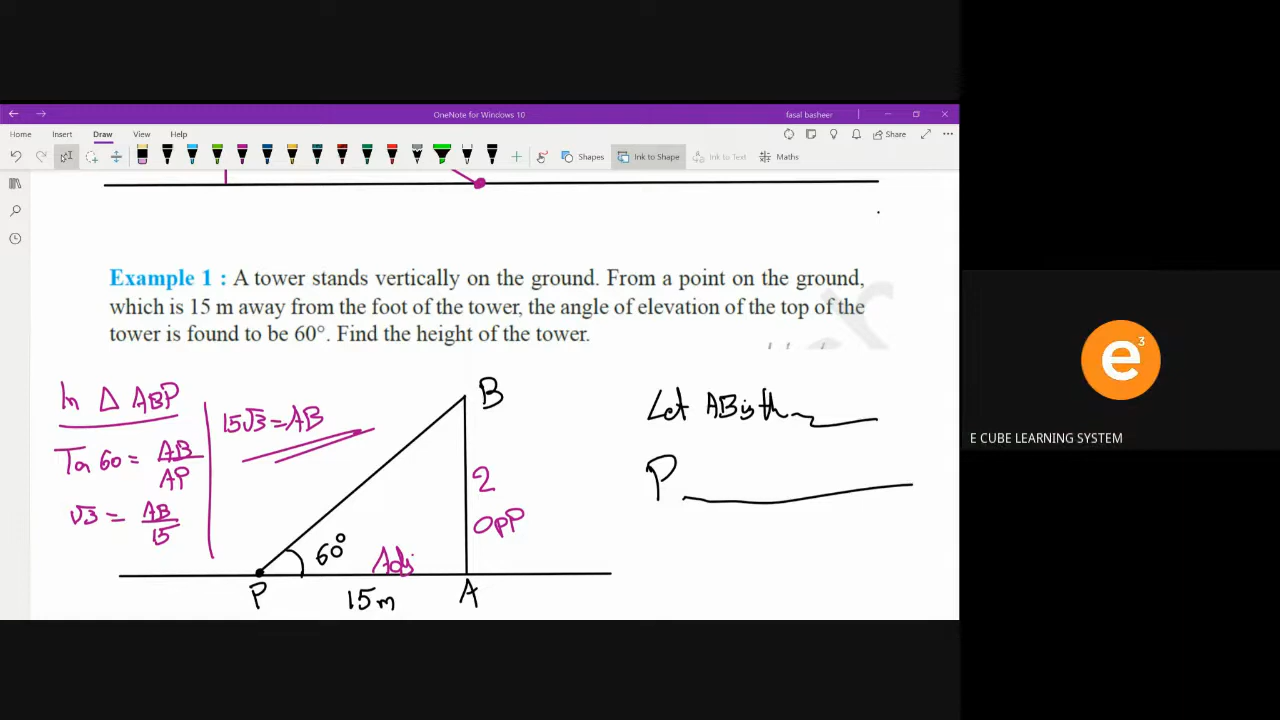 OneNote for Windows 10
fasal basheer
Home Insert Draw View Help
Share
Shapes Ink to Shape Ink to Text Maths
Example 1 : A tower stands vertically on the ground. From a point on the ground,
which is 15 m away from the foot of the tower, the angle of elevation of the top of the
tower is found to be 60°. Find the height of the tower.
In Δ ABP
Tan 60 = AB/AP
√3 = AB/15
15√3 = AB
B
2
OPP
60°
Adj
P
15m
A
Let AB is th
P
e3
E CUBE LEARNING SYSTEM